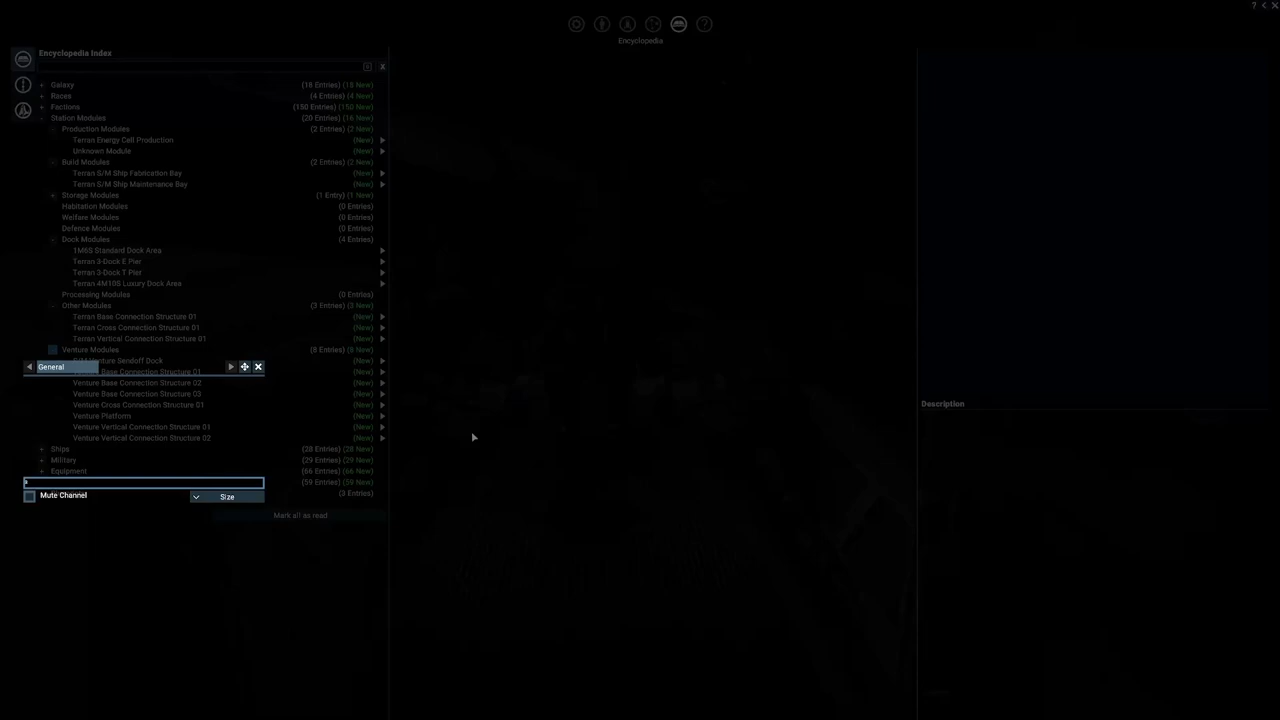 ? < X
Encyclopedia
Encyclopedia Index
X
+ Galaxy (18 Entries) (18 New)
+ Races (4 Entries) (4 New)
+ Factions (150 Entries) (150 New)
- Station Modules (20 Entries) (16 New)
- Production Modules (2 Entries) (2 New)
Terran Energy Cell Production (New)
Unknown Module (New)
- Build Modules (2 Entries) (2 New)
Terran S/M Ship Fabrication Bay (New)
Terran S/M Ship Maintenance Bay (New)
+ Storage Modules (1 Entry) (1 New)
Habitation Modules (0 Entries)
Welfare Modules (0 Entries)
Defence Modules (0 Entries)
- Dock Modules (4 Entries)
1M6S Standard Dock Area
Terran 3-Dock E Pier
Terran 3-Dock T Pier
Terran 4M10S Luxury Dock Area
Processing Modules (0 Entries)
- Other Modules (3 Entries) (3 New)
Terran Base Connection Structure 01 (New)
Terran Cross Connection Structure 01 (New)
Terran Vertical Connection Structure 01 (New)
Venture Modules (8 Entries) (8 New)
Venture Sendoff Dock (New)
General
Base Connection Structure 01 (New)
Venture Base Connection Structure 02 (New)
Venture Base Connection Structure 03 (New)
Venture Cross Connection Structure 01 (New)
Venture Platform (New)
Venture Vertical Connection Structure 01 (New)
Venture Vertical Connection Structure 02 (New)
+ Ships (28 Entries) (28 New)
+ Military (29 Entries) (29 New)
+ Equipment (66 Entries) (66 New)
(59 Entries) (59 New)
(3 Entries)
Mute Channel
Size
Mark all as read
Description